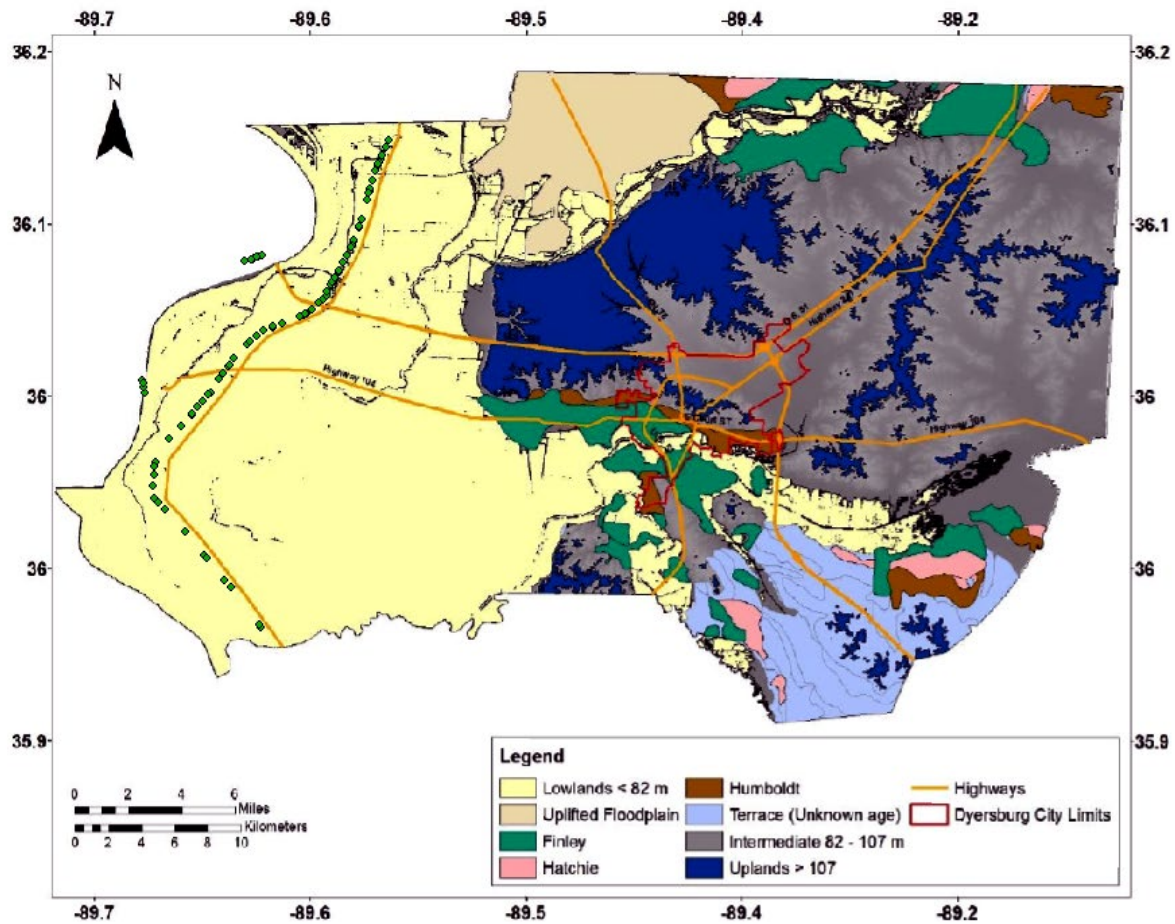 -89.7 -89.6 -89.5 -89.4 -89.2
36.2 36.2
N
36.1 36.1
Highway 104
36 36
Highway 104
36 36
35.9 35.9
Legend
Lowlands < 82 m
Uplifted Floodplain
Finley
Hatchie
Humboldt
Terrace (Unknown age)
Intermediate 82 - 107 m
Uplands > 107
Highways
Dyersburg City Limits
0 2 4 6
Miles
Kilometers
0 2 4 6 8 10
-89.7 -89.6 -89.5 -89.4 -89.2